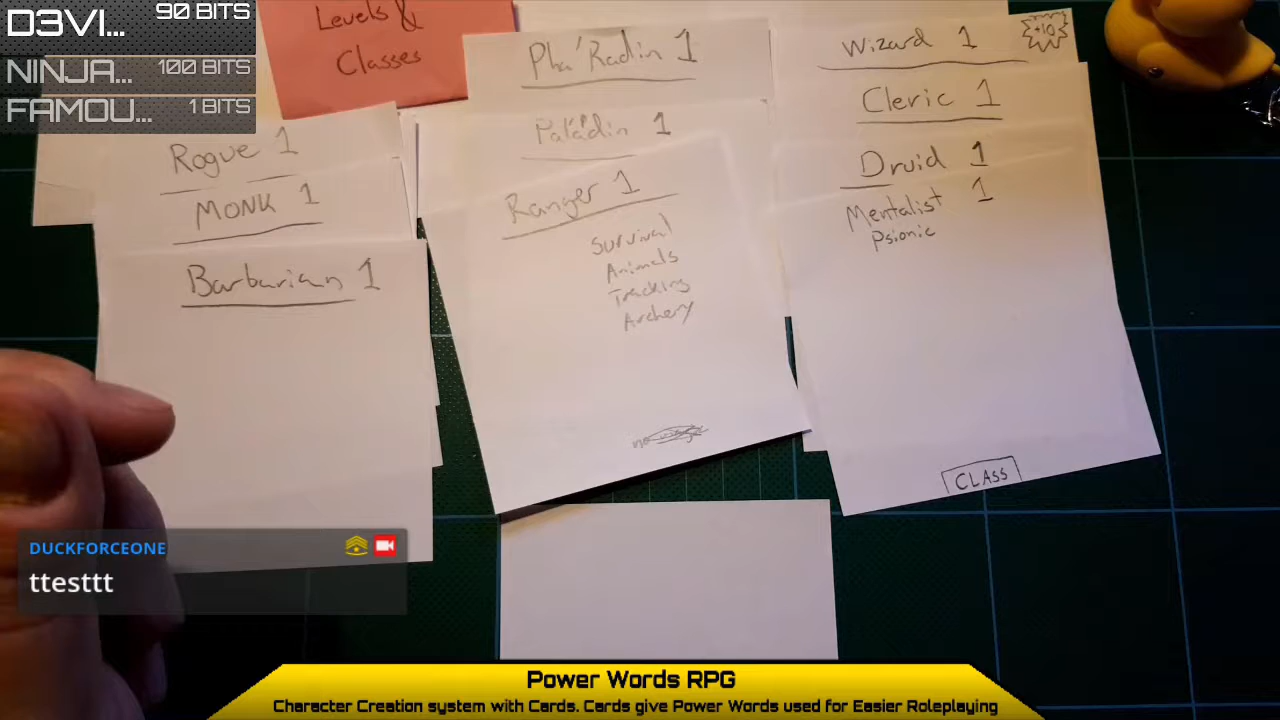 D3VI... 90 BITS
NINJA... 100 BITS
FAMOU... 1 BITS
Levels &
Classes
Rogue 1
MONK 1
Barbarian 1
Pha'Radin 1
Paladin 1
Ranger 1
Survival
Animals
Tracking
Archery
Wizard 1
+10
Cleric 1
Druid 1
Mentalist 1
Psionic
CLASS
DUCKFORCEONE
ttesttt
Power Words RPG
Character Creation system with Cards. Cards give Power Words used for Easier Roleplaying